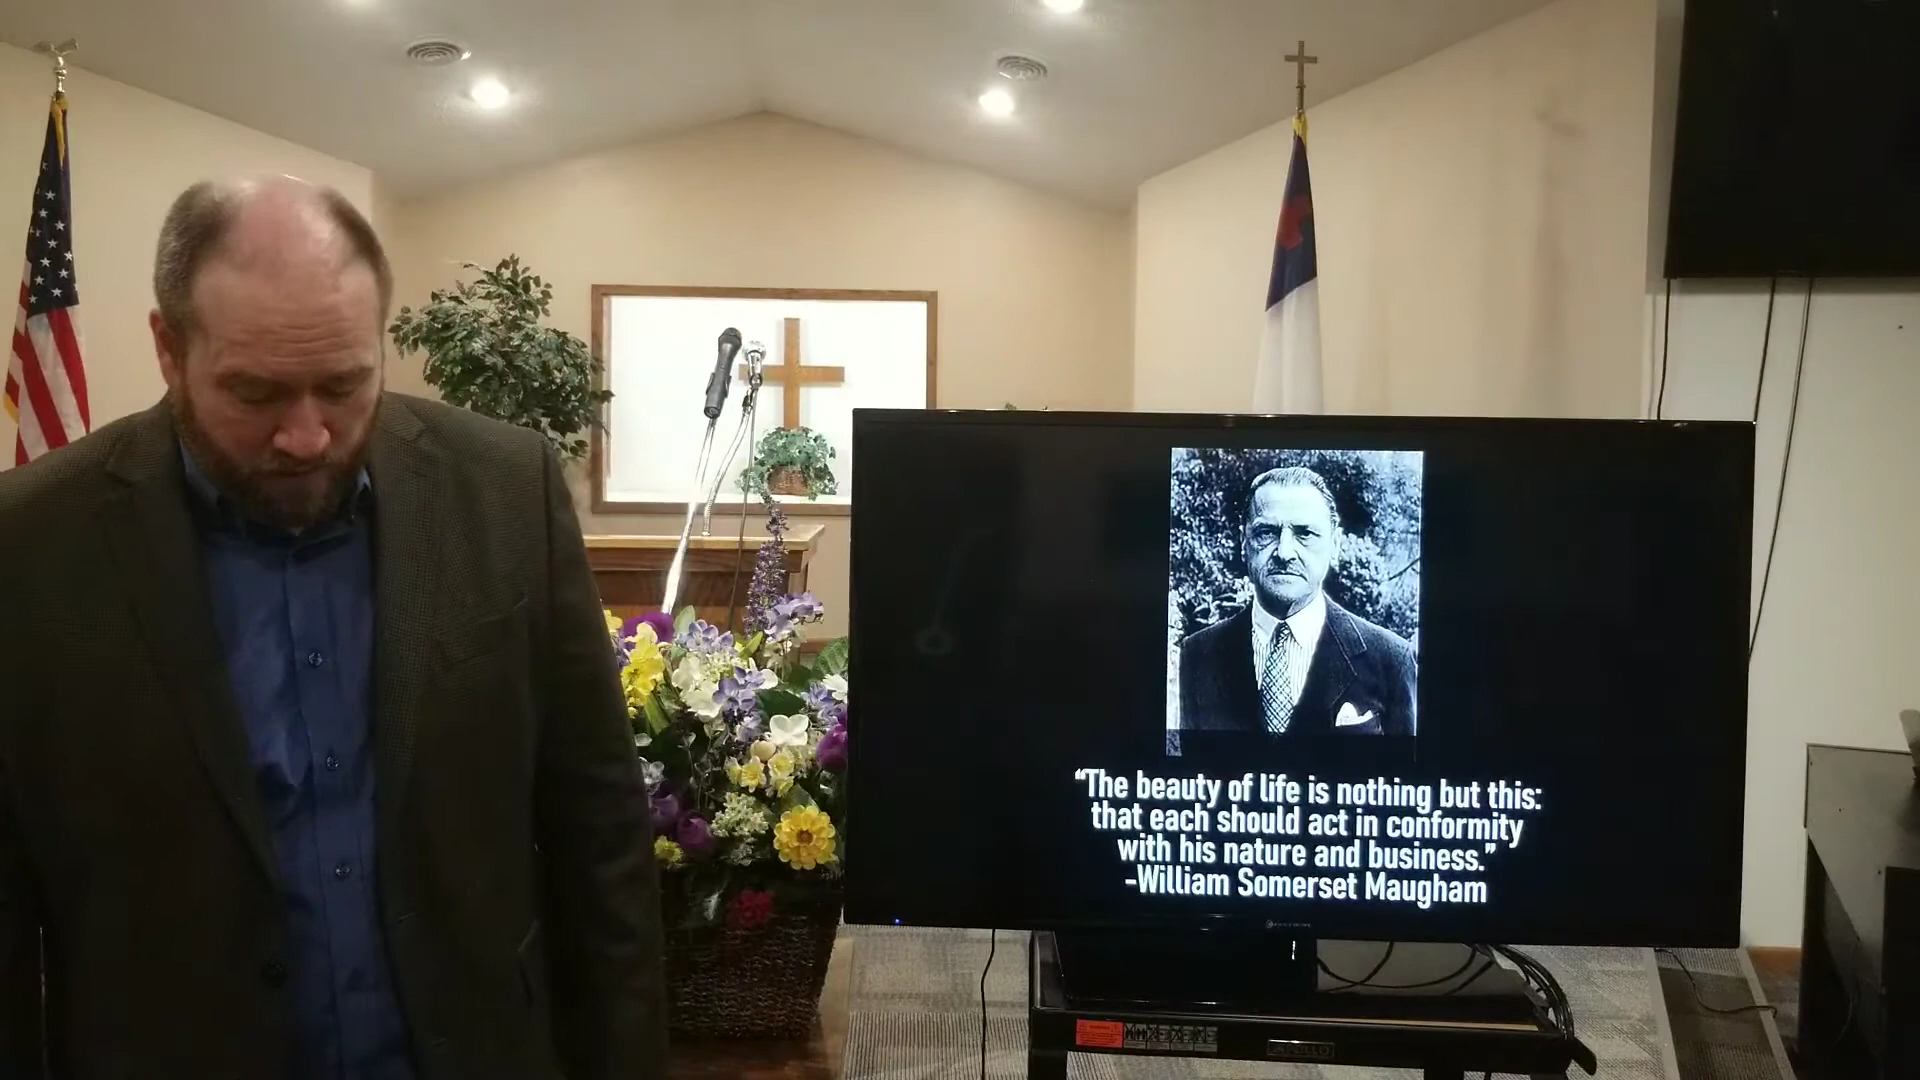 “The beauty of life is nothing but this:
that each should act in conformity
with his nature and business.”
-William Somerset Maugham
APOLLO